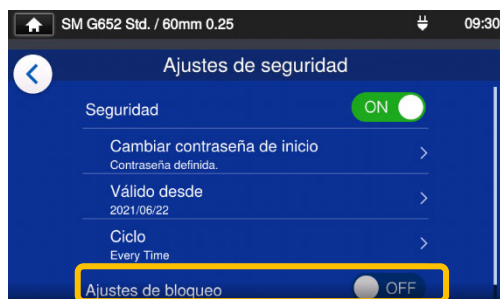 SM G652 Std. / 60mm 0.25
09:30
Ajustes de seguridad
Seguridad
ON
Cambiar contraseña de inicio
Contraseña definida.
Válido desde
2021/06/22
Ciclo
Every Time
Ajustes de bloqueo
OFF